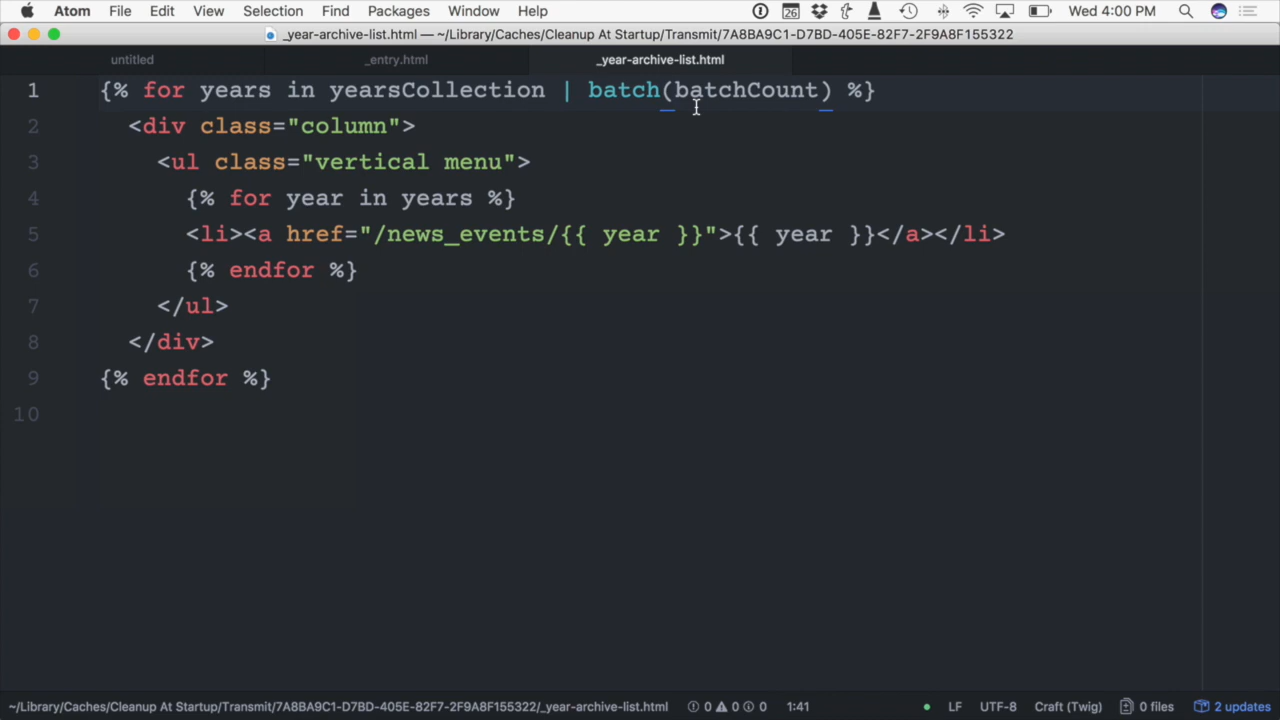 Atom File Edit View Selection Find Packages Window Help 26 Wed 4:00 PM
_year-archive-list.html — ~/Library/Caches/Cleanup At Startup/Transmit/7A8BA9C1-D7BD-405E-82F7-2F9A8F155322
untitled _entry.html _year-archive-list.html
1 {% for years in yearsCollection | batch(batchCount) %}
2 <div class="column">
3 <ul class="vertical menu">
4 {% for year in years %}
5 <li><a href="/news_events/{{ year }}">{{ year }}</a></li>
6 {% endfor %}
7 </ul>
8 </div>
9 {% endfor %}
10
~/Library/Caches/Cleanup At Startup/Transmit/7A8BA9C1-D7BD-405E-82F7-2F9A8F155322/_year-archive-list.html 0 0 0 1:41 LF UTF-8 Craft (Twig) 0 files 2 updates